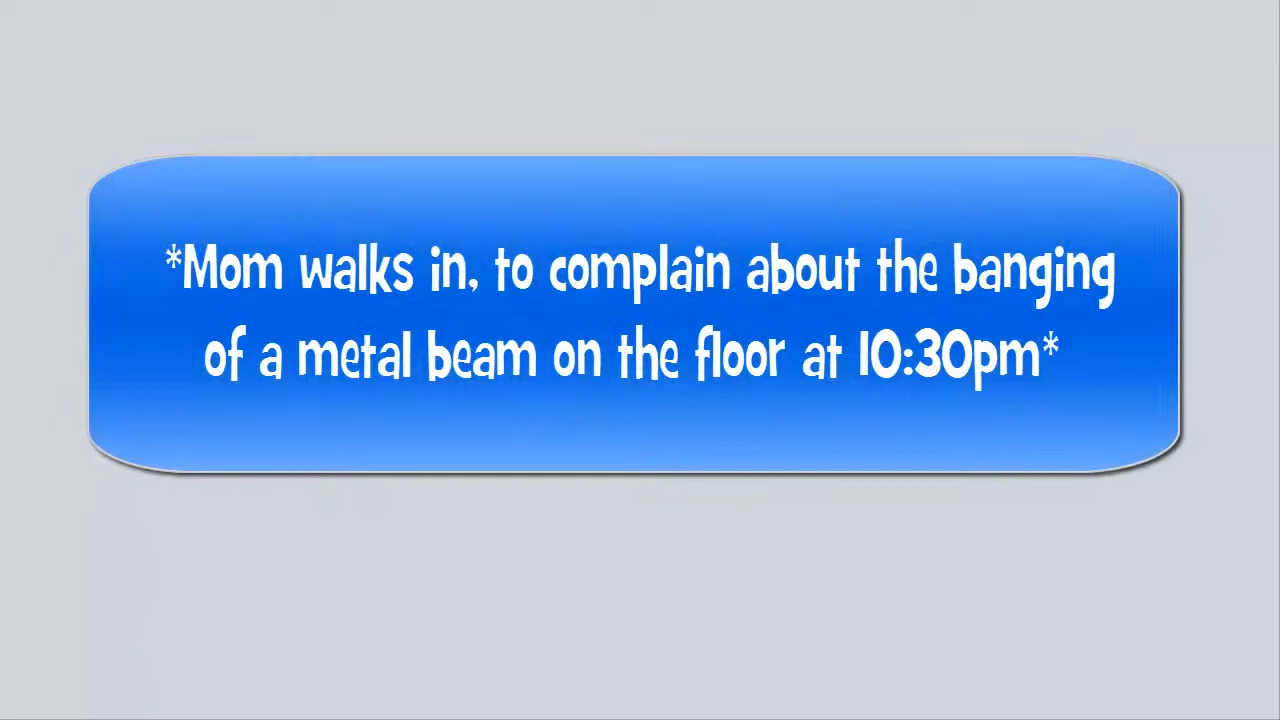 *Mom walks in, to complain about the banging
of a metal beam on the floor at 10:30pm*